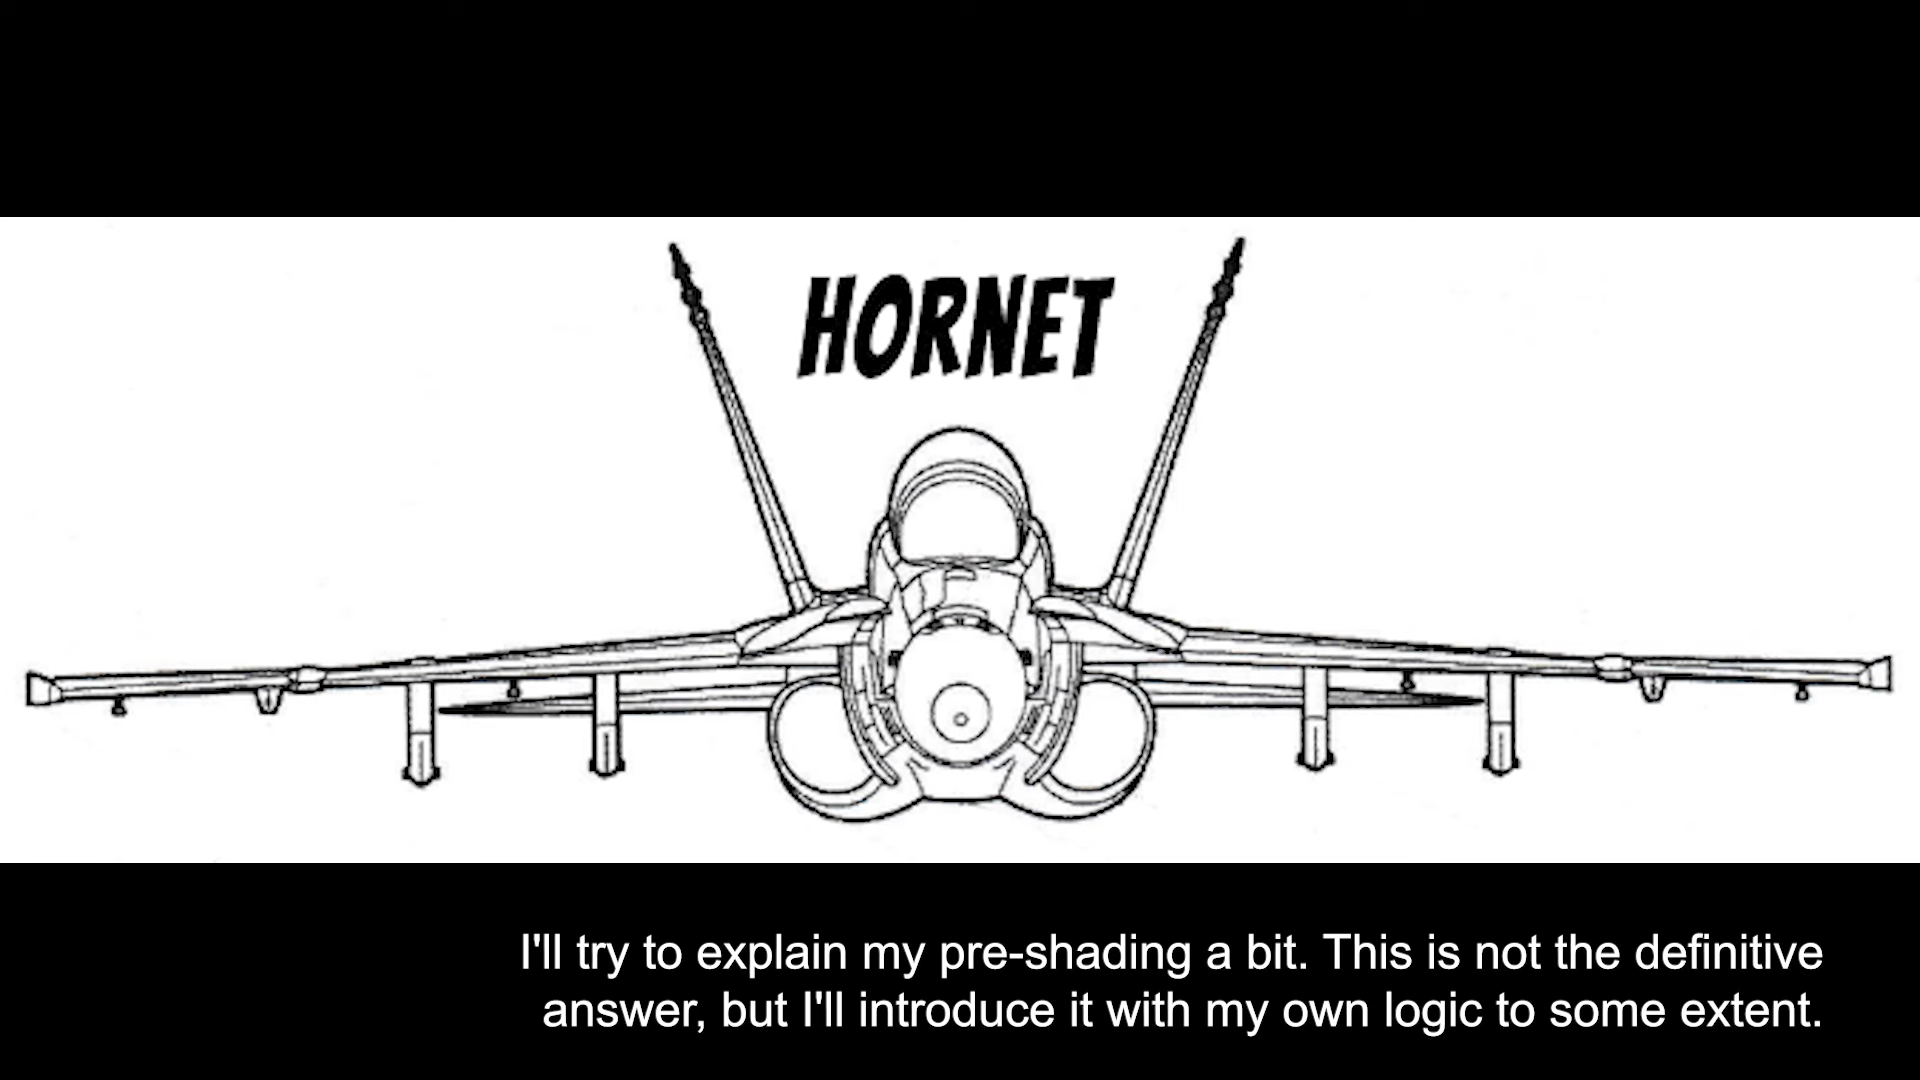 HORNET
I'll try to explain my pre-shading a bit. This is not the definitive
answer, but I'll introduce it with my own logic to some extent.